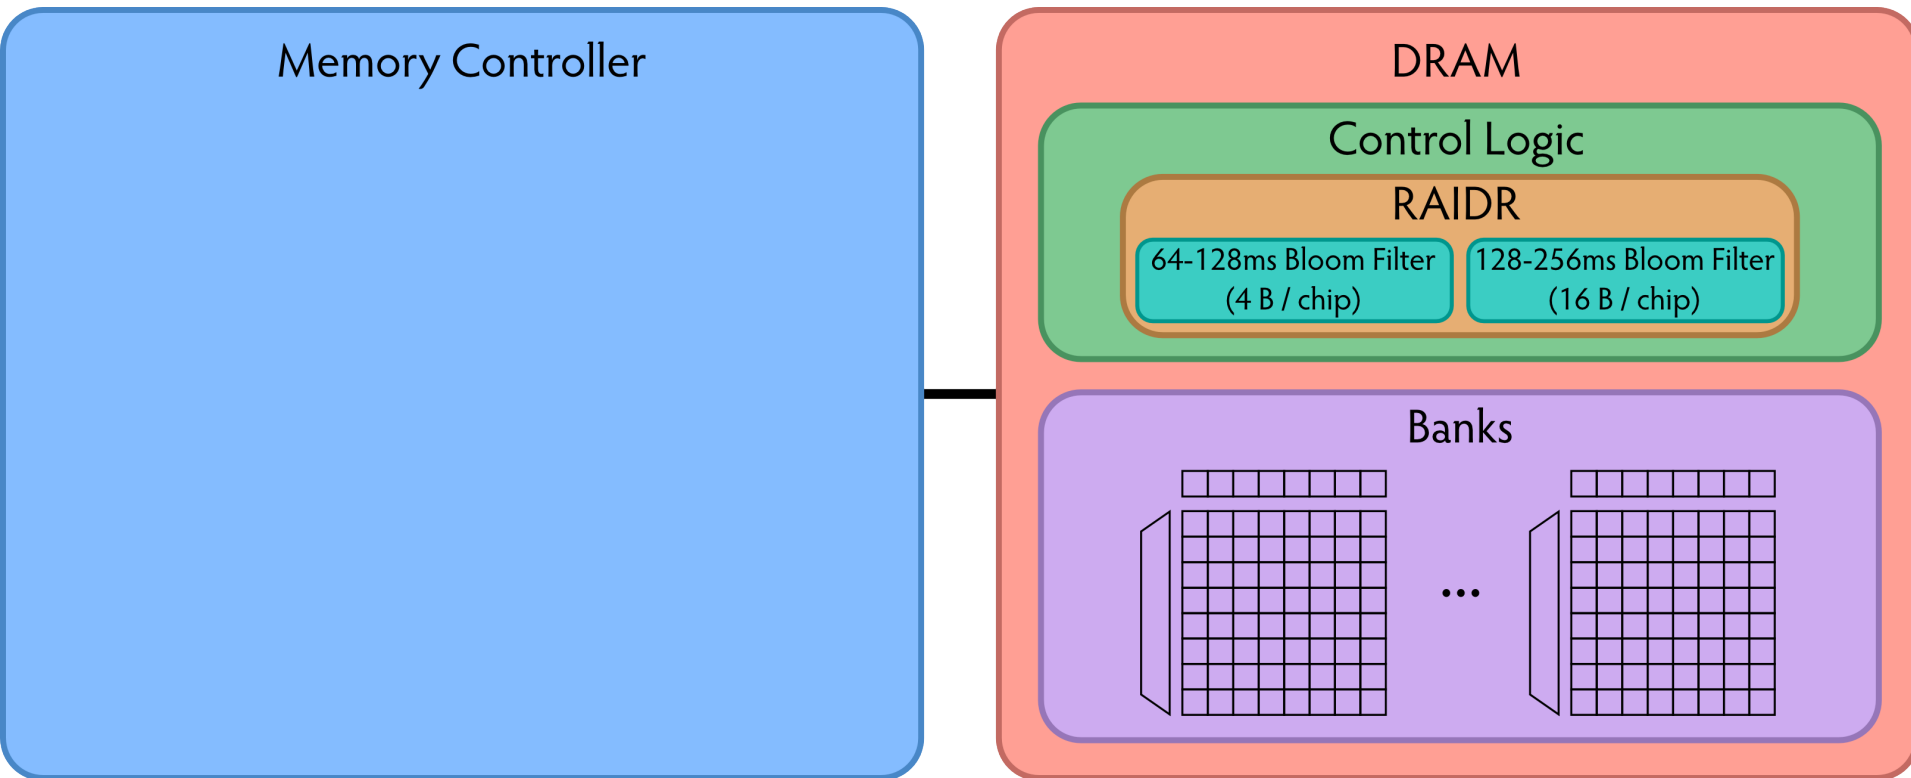 Memory Controller
DRAM
Control Logic
RAIDR
64-128ms Bloom Filter
(4 B / chip)
128-256ms Bloom Filter
(16 B / chip)
Banks
...